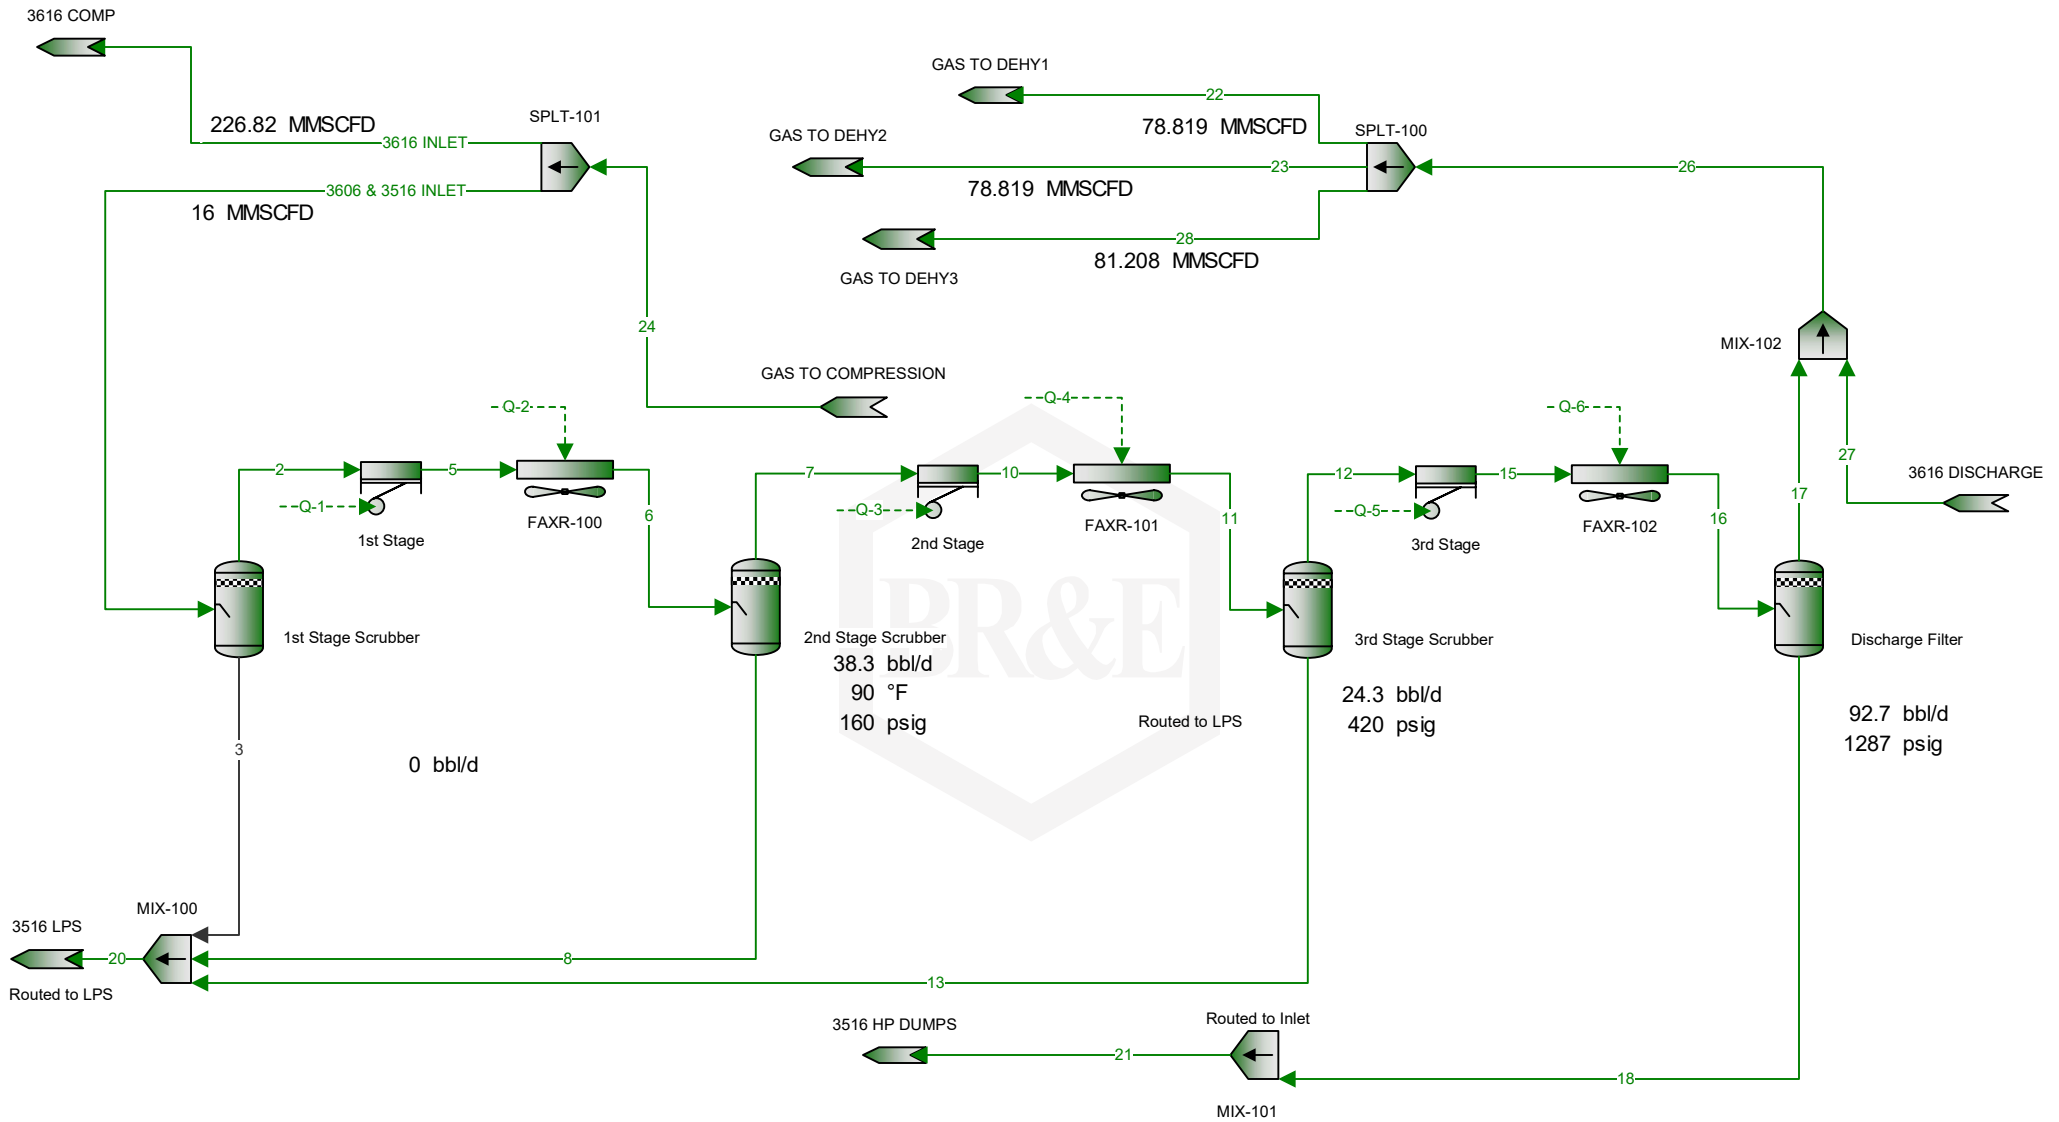 3616 COMP
GAS TO DEHY1
22
SPLT-101
226.82 MMSCFD
78.819 MMSCFD
SPLT-100
GAS TO DEHY2
3616 INLET
23
26
3606 & 3516 INLET
78.819 MMSCFD
16 MMSCFD
28
81.208 MMSCFD
GAS TO DEHY3
24
MIX-102
GAS TO COMPRESSION
Q-2
Q-4
Q-6
27
2
5
7
10
12
15
3616 DISCHARGE
17
Q-1
Q-3
Q-5
6
11
16
FAXR-100
FAXR-101
FAXR-102
1st Stage
2nd Stage
3rd Stage
BR&E
1st Stage Scrubber
2nd Stage Scrubber
3rd Stage Scrubber
Discharge Filter
38.3 bbl/d
90 °F
160 psig
24.3 bbl/d
420 psig
Routed to LPS
92.7 bbl/d
1287 psig
3
0 bbl/d
MIX-100
3516 LPS
20
8
Routed to LPS
13
3516 HP DUMPS
Routed to Inlet
21
18
MIX-101